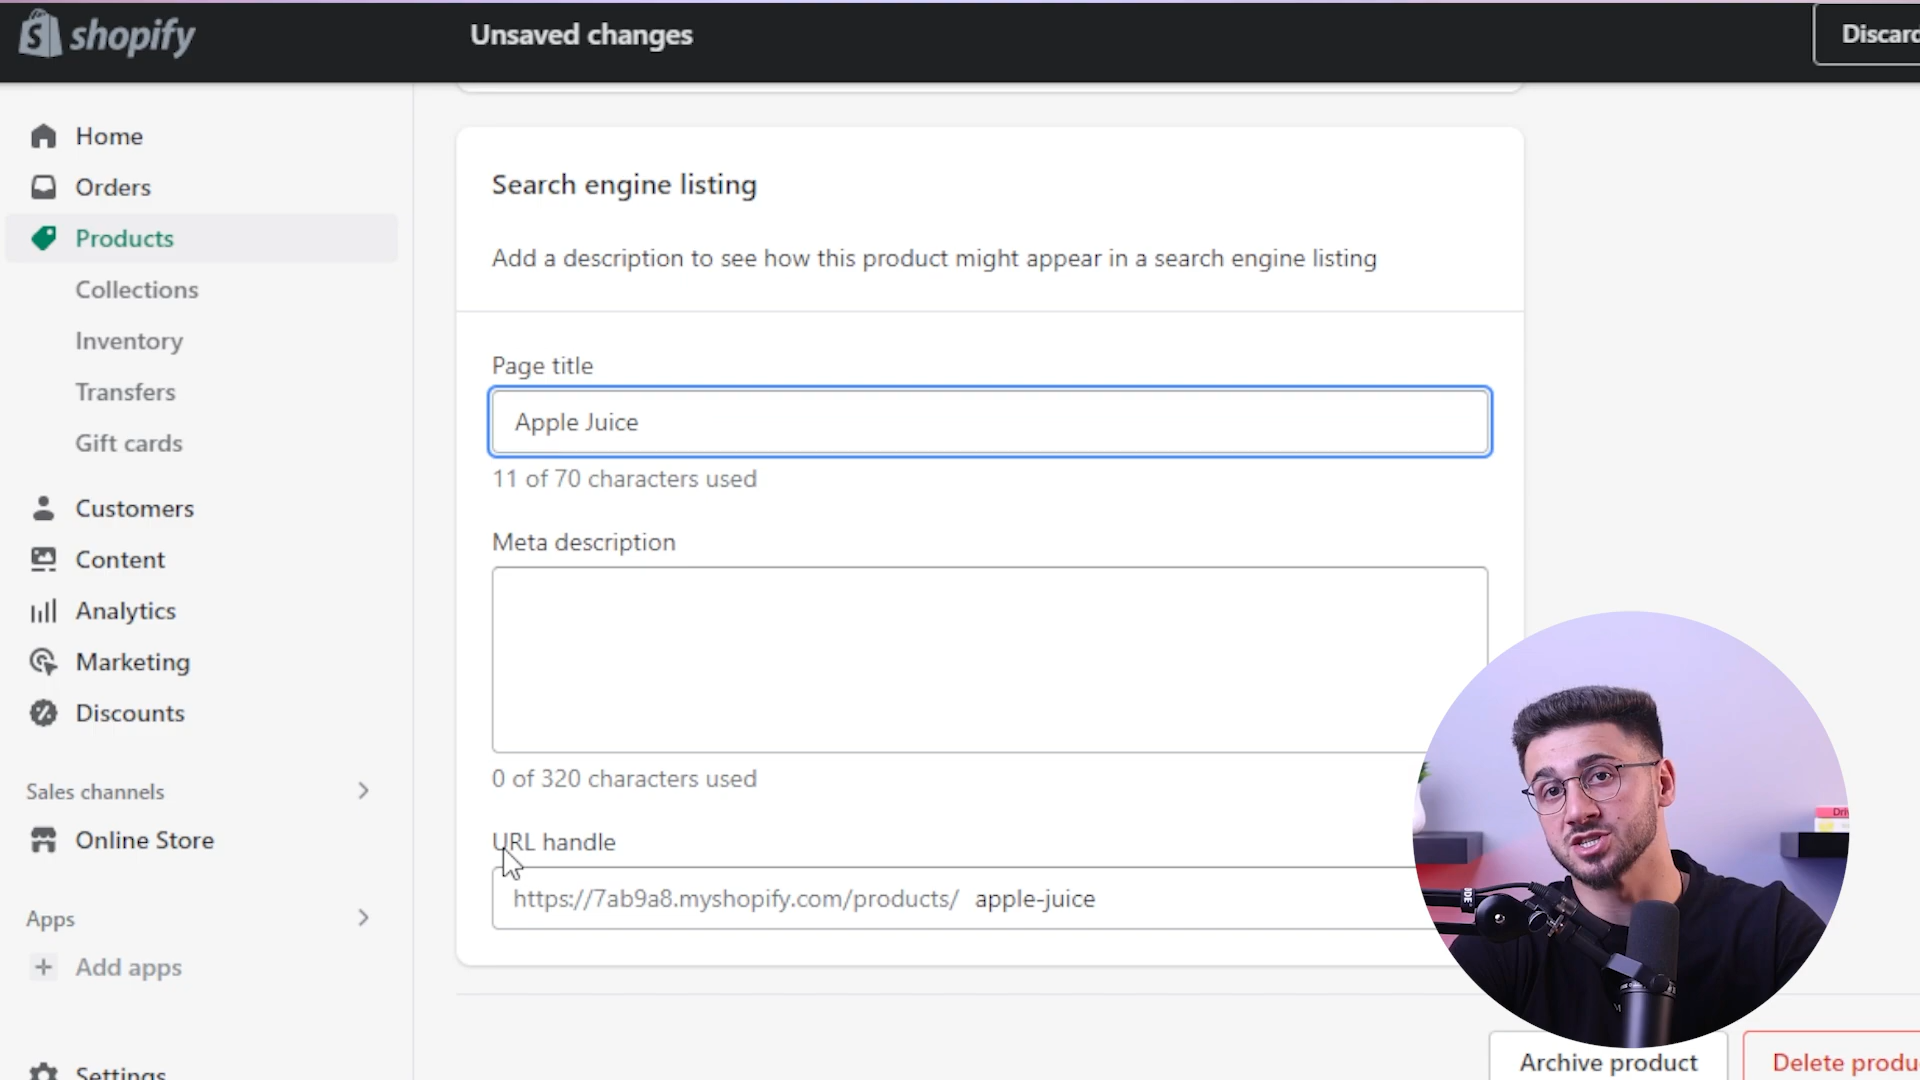 shopify
Unsaved changes
Discard
Home
Orders
Products
Collections
Inventory
Transfers
Gift cards
Customers
Content
Analytics
Marketing
Discounts
Sales channels
Online Store
Apps
Add apps
Settings
Search engine listing
Add a description to see how this product might appear in a search engine listing
Page title
Apple Juice
11 of 70 characters used
Meta description
0 of 320 characters used
URL handle
https://7ab9a8.myshopify.com/products/ apple-juice
Archive product
Delete produ